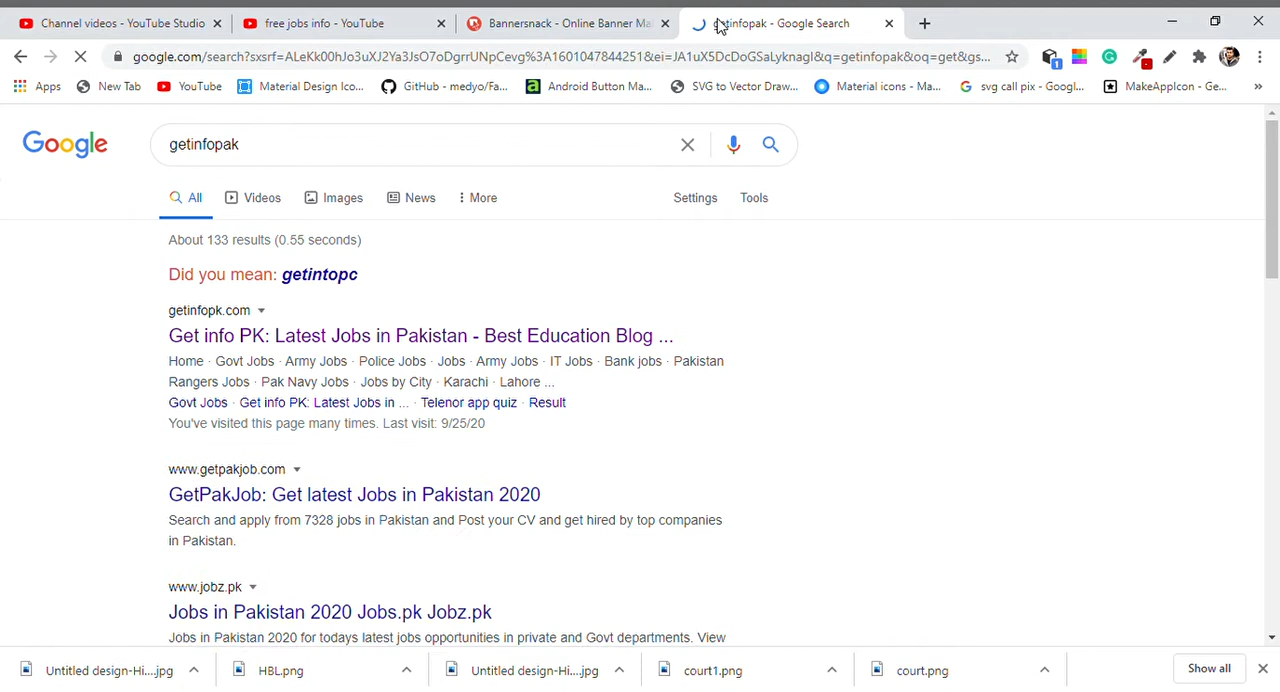 Channel videos - YouTube Studio
free jobs info - YouTube
Bannersnack - Online Banner Ma
getinfopak - Google Search
google.com/search?sxsrf=ALeKk00hJo3uXJ2Ya3JsO7oDgrrUNpCevg%3A1601047844251&ei=JA1uX5DcDoGSaLyknagI&q=getinfopak&oq=get&gs...
Apps
New Tab
YouTube
Material Design Ico...
GitHub - medyo/Fa...
Android Button Ma...
SVG to Vector Draw...
Material icons - Ma...
svg call pix - Googl...
MakeAppIcon - Ge...
Google
getinfopak
All
Videos
Images
News
More
Settings
Tools
About 133 results (0.55 seconds)
Did you mean: getintopc
getinfopk.com
Get info PK: Latest Jobs in Pakistan - Best Education Blog ...
Home · Govt Jobs · Army Jobs · Police Jobs · Jobs · Army Jobs · IT Jobs · Bank jobs · Pakistan
Rangers Jobs · Pak Navy Jobs · Jobs by City · Karachi · Lahore ...
Govt Jobs · Get info PK: Latest Jobs in ... · Telenor app quiz · Result
You've visited this page many times. Last visit: 9/25/20
www.getpakjob.com
GetPakJob: Get latest Jobs in Pakistan 2020
Search and apply from 7328 jobs in Pakistan and Post your CV and get hired by top companies
in Pakistan.
www.jobz.pk
Jobs in Pakistan 2020 Jobs.pk Jobz.pk
Jobs in Pakistan 2020 for todays latest jobs opportunities in private and Govt departments. View
Untitled design-Hi....jpg
HBL.png
Untitled design-Hi....jpg
court1.png
court.png
Show all